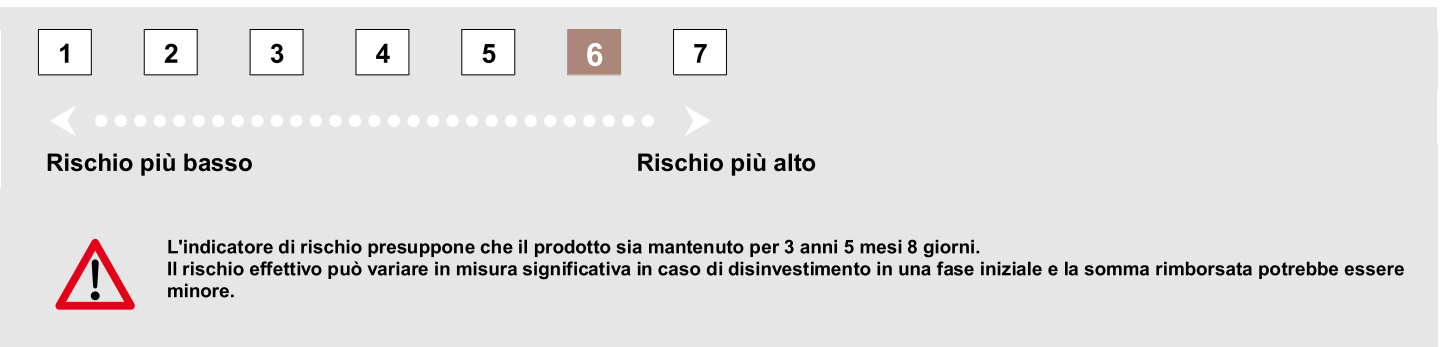 1 2 3 4 5 6 7
Rischio più basso Rischio più alto
L'indicatore di rischio presuppone che il prodotto sia mantenuto per 3 anni 5 mesi 8 giorni.
Il rischio effettivo può variare in misura significativa in caso di disinvestimento in una fase iniziale e la somma rimborsata potrebbe essere
minore.